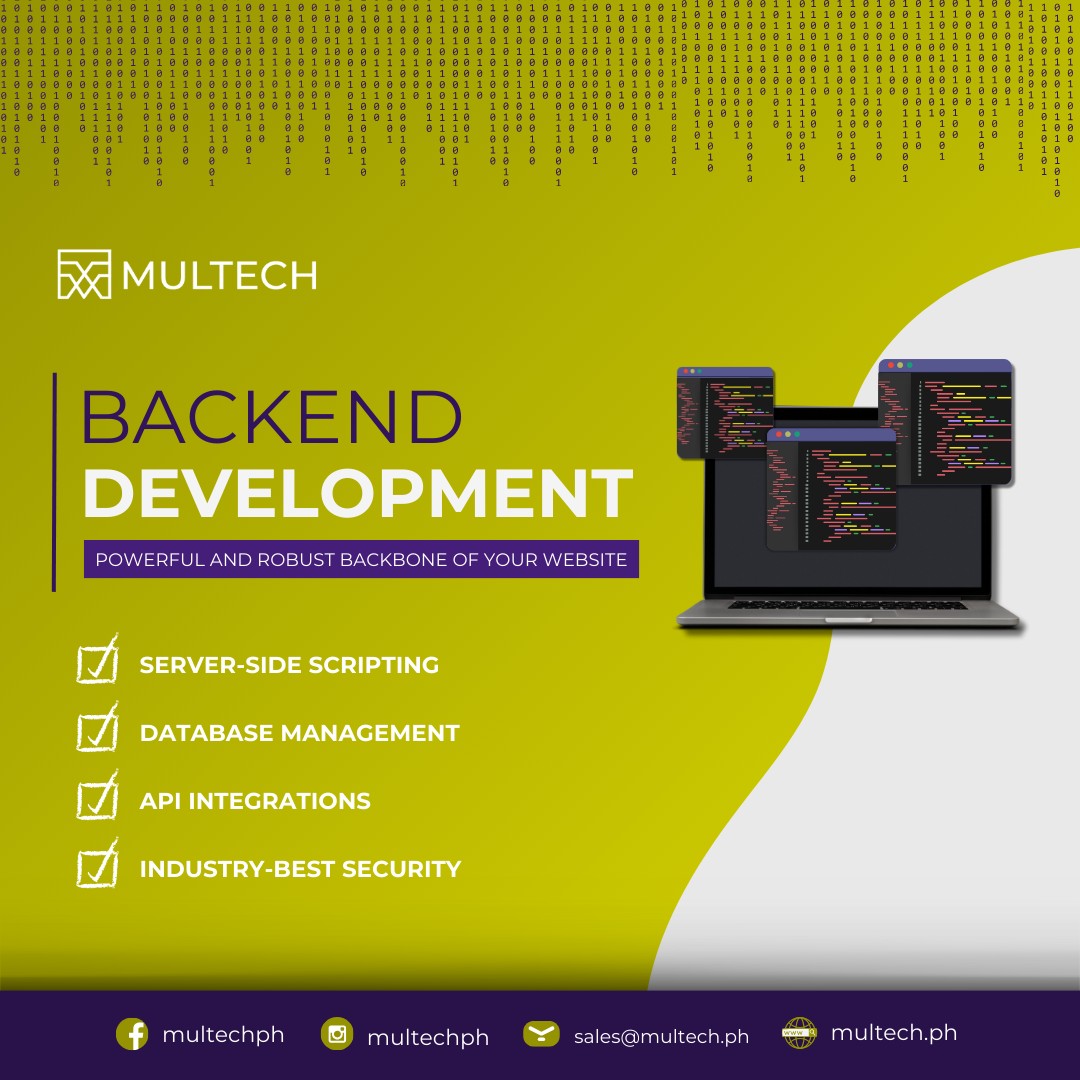 MULTECH
BACKEND
DEVELOPMENT
POWERFUL AND ROBUST BACKBONE OF YOUR WEBSITE
SERVER-SIDE SCRIPTING
DATABASE MANAGEMENT
API INTEGRATIONS
INDUSTRY-BEST SECURITY
multechph
multechph
sales@multech.ph
www
multech.ph